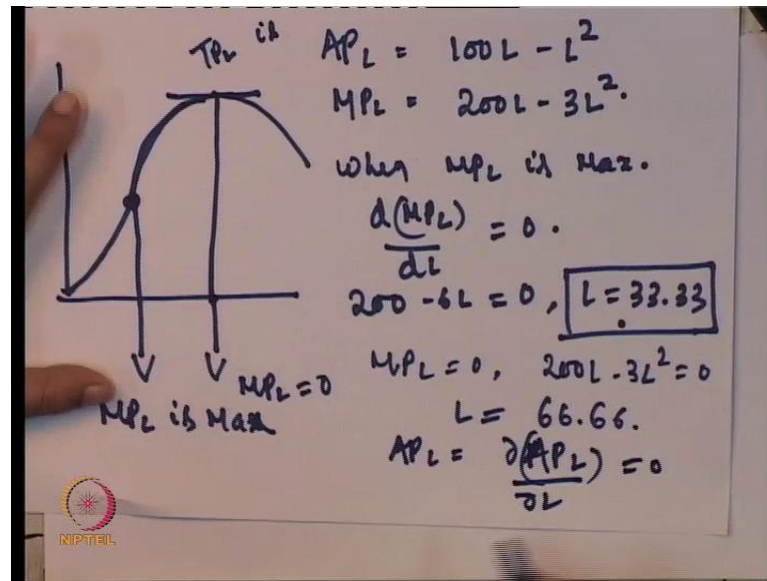 TPL is
APL = 100L - L²
MPL = 200L - 3L².
when MPL is Max.
d(MPL)/dL = 0.
200 - 6L = 0, L = 33.33
MPL = 0, 200L - 3L² = 0
L = 66.66.
APL = ∂(APL)/∂L = 0
MPL = 0
MPL is Max
NPTEL